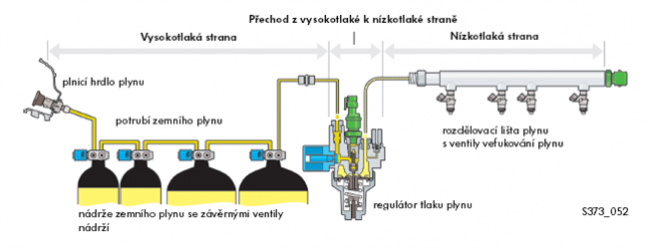 Přechod z vysokotlaké k nízkotlaké straně
Vysokotlaká strana
Nízkotlaká strana
plnicí hrdlo plynu
potrubí zemního plynu
rozdělovací lišta plynu
s ventily vefukování plynu
regulátor tlaku plynu
nádrže zemního plynu se závěrnými ventily
nádrží
S373_052